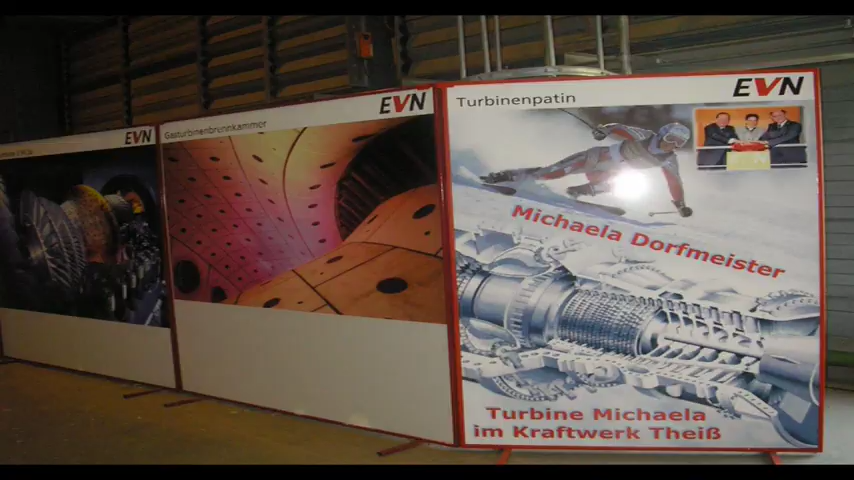 EVN
Gasturbinenbrennkammer
EVN
Turbinenpatin
EVN
Michaela Dorfmeister
Turbine Michaela
im Kraftwerk Theiß